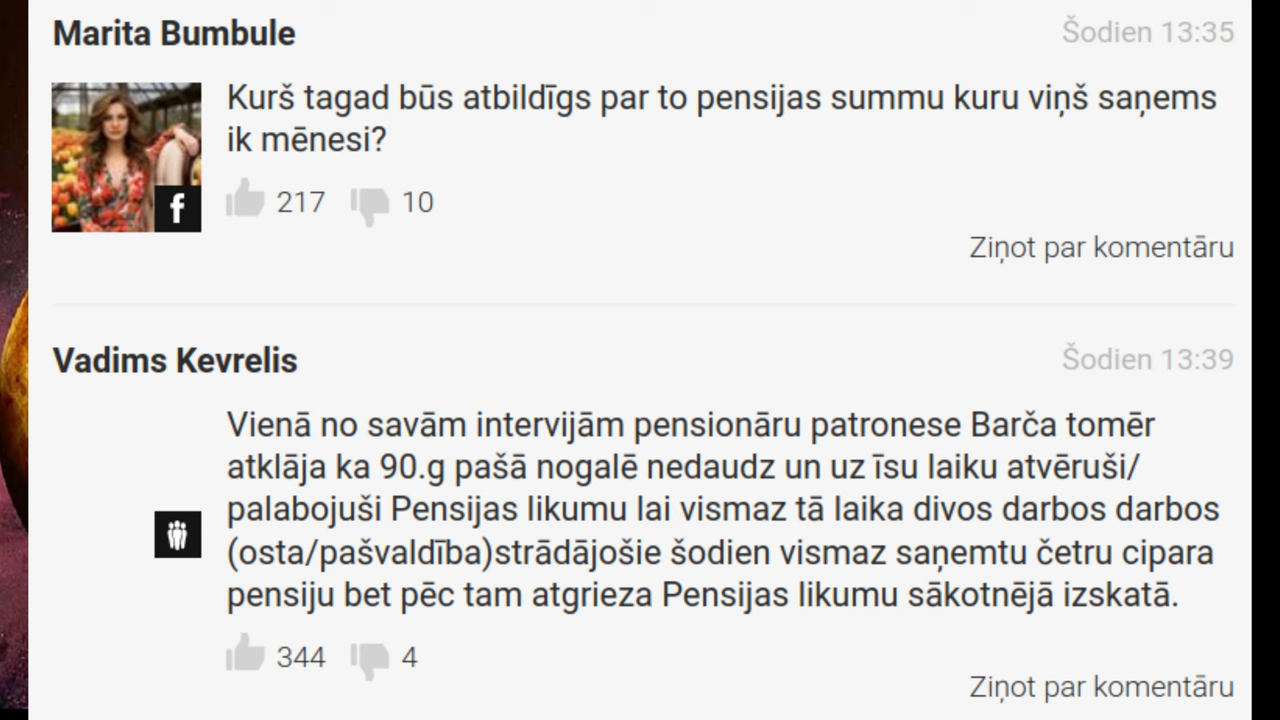 Marita Bumbule
Šodien 13:35
Kurš tagad būs atbildīgs par to pensijas summu kuru viņš saņems
ik mēnesi?
217 10
Ziņot par komentāru
Vadims Kevrelis
Šodien 13:39
Vienā no savām intervijām pensionāru patronese Barča tomēr
atklāja ka 90.g pašā nogalē nedaudz un uz īsu laiku atvēruši/
palabojuši Pensijas likumu lai vismaz tā laika divos darbos darbos
(osta/pašvaldība)strādājošie šodien vismaz saņemtu četru cipara
pensiju bet pēc tam atgrieza Pensijas likumu sākotnējā izskatā.
344 4
Ziņot par komentāru